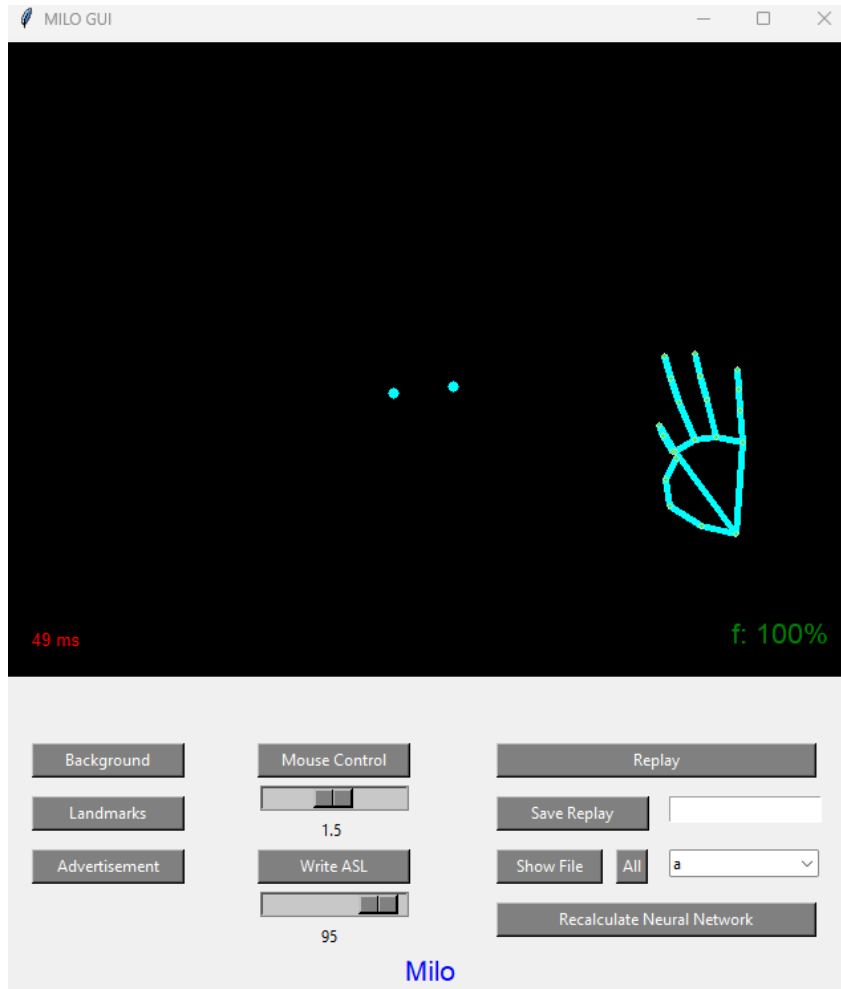 MILO GUI
49 ms
f: 100%
Background
Mouse Control
Replay
Landmarks
1.5
Save Replay
Advertisement
Write ASL
Show File
All
a
95
Recalculate Neural Network
Milo